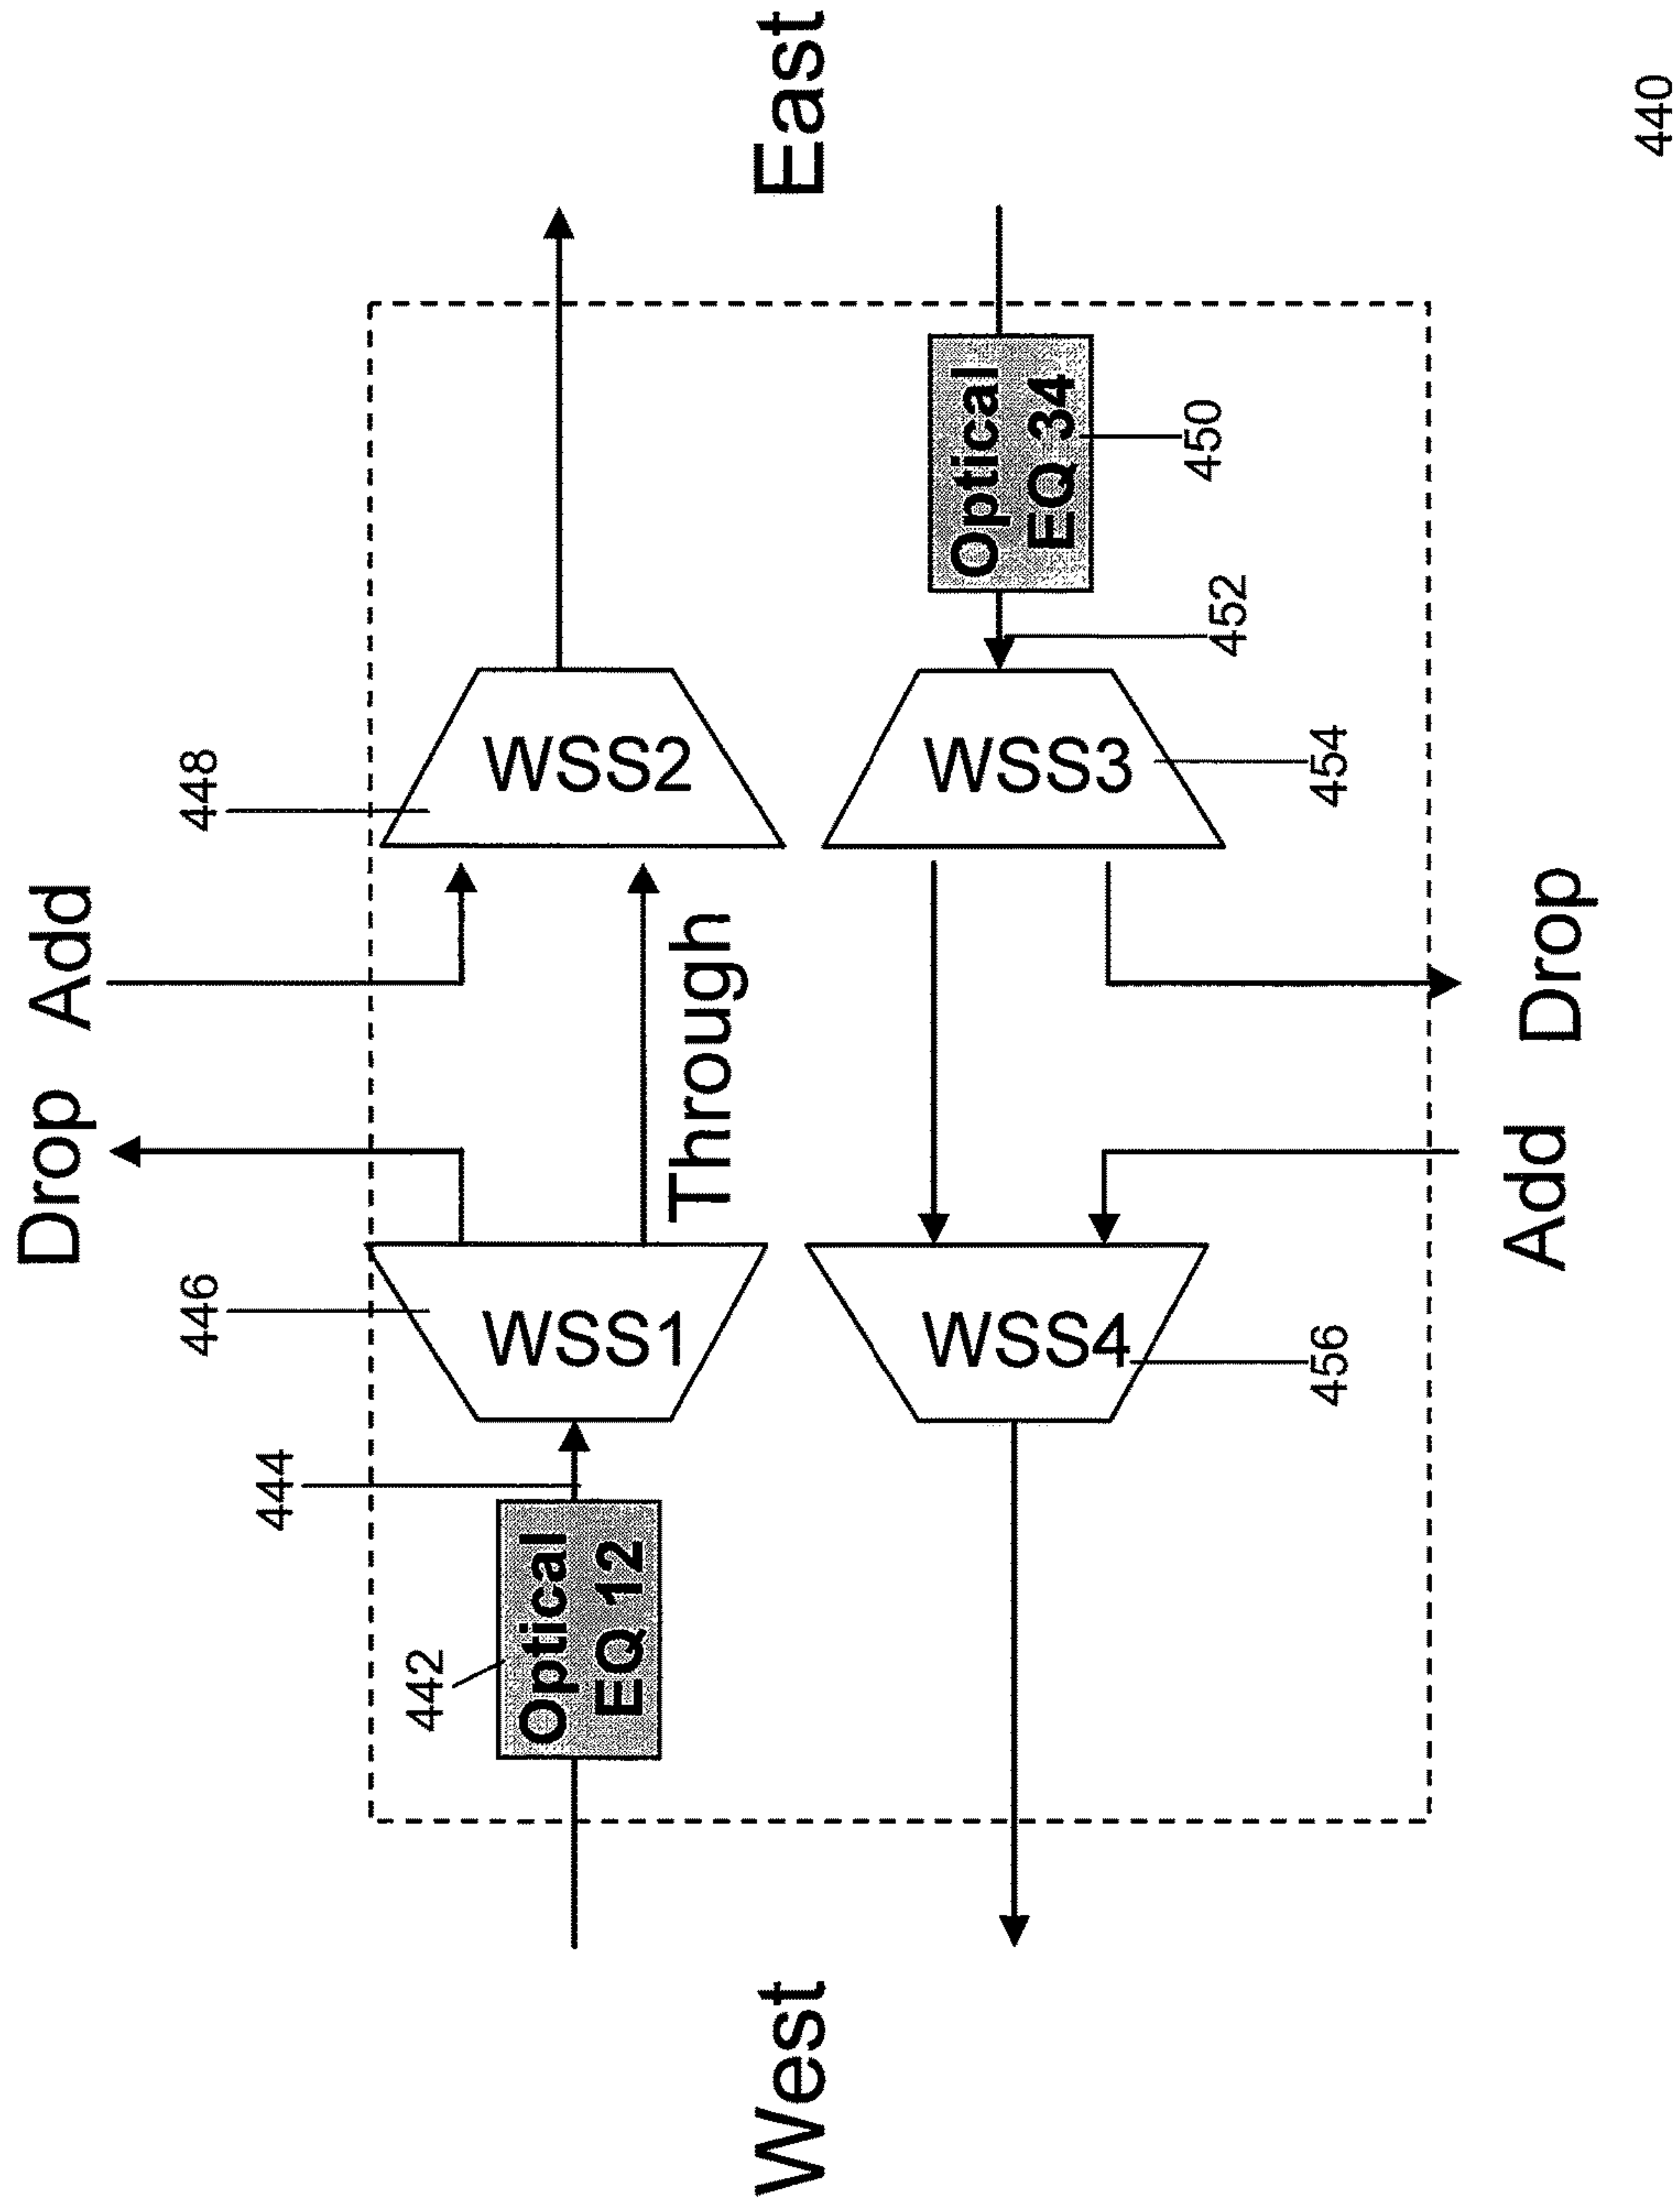 Drop Add
446
448
444
442
Optical
EQ 12
WSS1
WSS2
Through
West
East
WSS4
WSS3
Optical
EQ 34
450
452
456
454
Add Drop
440